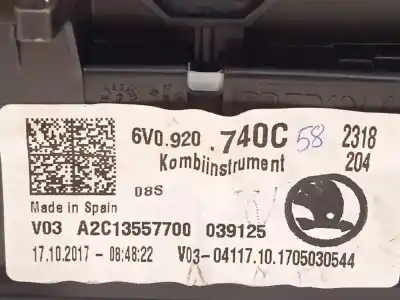 6V0.920 .740C 58 2318
Kombiinstrument 204
08S
Made in Spain
V03 A2C13557700 039125
17.10.2017 - 08:48:22 V03-04117.10.1705030544